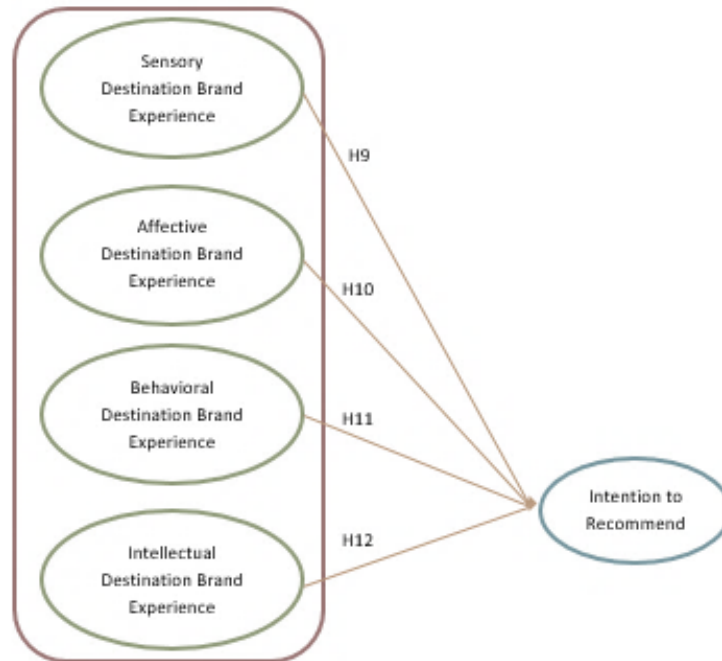 Sensory
Destination Brand
Experience
H9
Affective
Destination Brand
Experience
H10
Behavioral
Destination Brand
Experience
H11
Intention to
Recommend
Intellectual
Destination Brand
Experience
H12